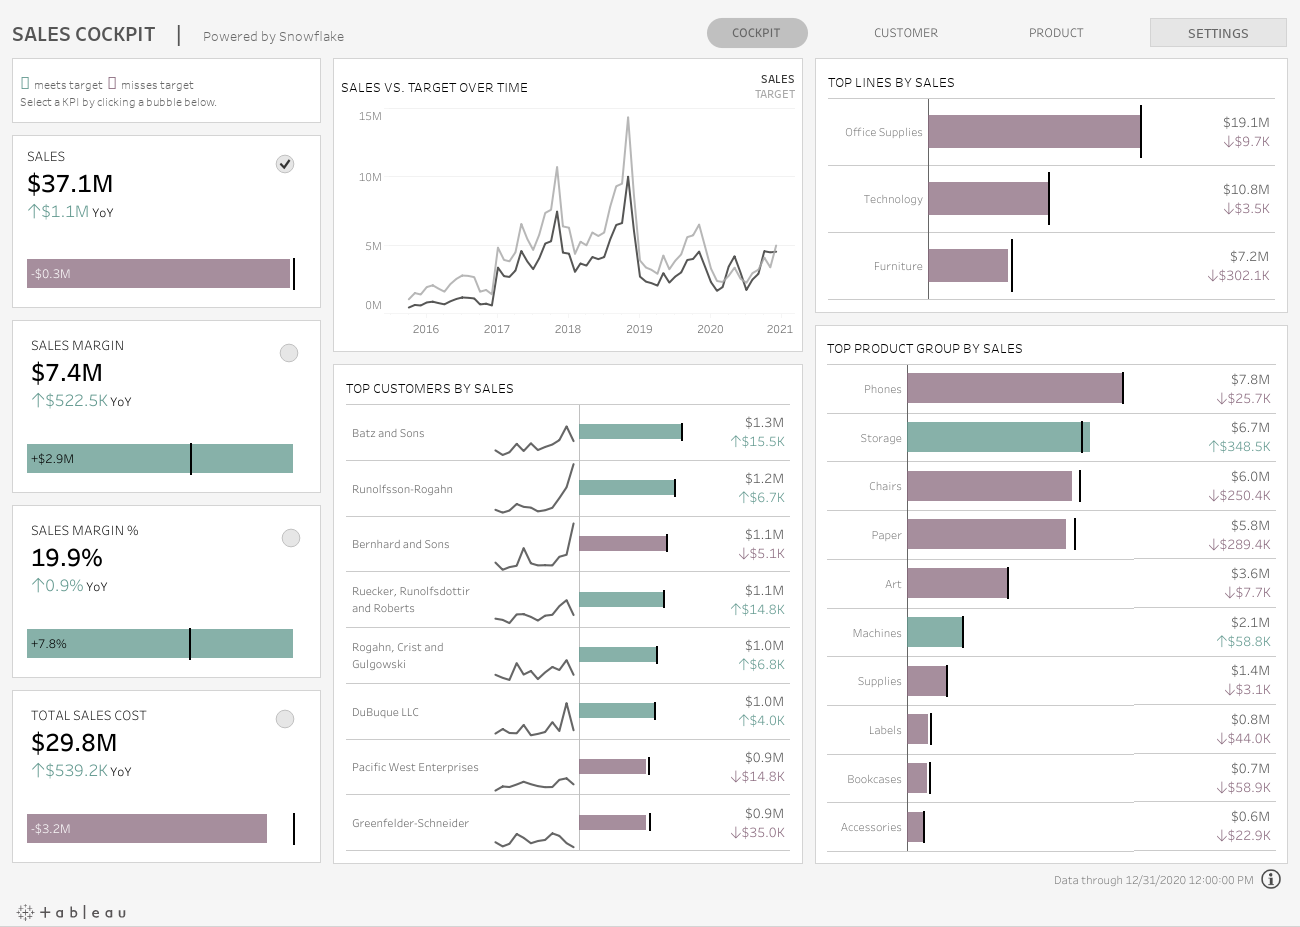 SALES COCKPIT | Powered by Snowflake
COCKPIT
CUSTOMER
PRODUCT
SETTINGS
meets target misses target
Select a KPI by clicking a bubble below.
SALES
$37.1M
↑$1.1M YoY
-$0.3M
SALES MARGIN
$7.4M
↑$522.5K YoY
+$2.9M
SALES MARGIN %
19.9%
↑0.9% YoY
+7.8%
TOTAL SALES COST
$29.8M
↑$539.2K YoY
-$3.2M
SALES VS. TARGET OVER TIME
SALES
TARGET
15M
10M
5M
0M
2016 2017 2018 2019 2020 2021
TOP CUSTOMERS BY SALES
Batz and Sons
$1.3M
↑$15.5K
Runolfsson-Rogahn
$1.2M
↑$6.7K
Bernhard and Sons
$1.1M
↓$5.1K
Ruecker, Runolfsdottir
and Roberts
$1.1M
↑$14.8K
Rogahn, Crist and
Gulgowski
$1.0M
↑$6.8K
DuBuque LLC
$1.0M
↑$4.0K
Pacific West Enterprises
$0.9M
↓$14.8K
Greenfelder-Schneider
$0.9M
↓$35.0K
TOP LINES BY SALES
Office Supplies
$19.1M
↓$9.7K
Technology
$10.8M
↓$3.5K
Furniture
$7.2M
↓$302.1K
TOP PRODUCT GROUP BY SALES
Phones
$7.8M
↓$25.7K
Storage
$6.7M
↑$348.5K
Chairs
$6.0M
↓$250.4K
Paper
$5.8M
↓$289.4K
Art
$3.6M
↓$7.7K
Machines
$2.1M
↑$58.8K
Supplies
$1.4M
↓$3.1K
Labels
$0.8M
↓$44.0K
Bookcases
$0.7M
↓$58.9K
Accessories
$0.6M
↓$22.9K
Data through 12/31/2020 12:00:00 PM
+ableau